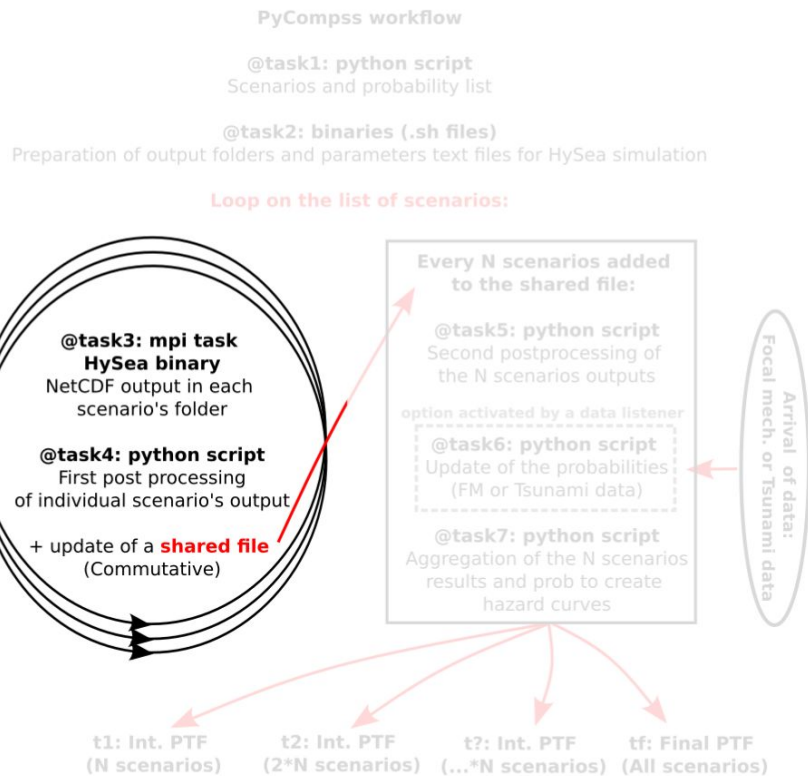 PyCompss workflow
@task1: python script
Scenarios and probability list
@task2: binaries (.sh files)
Preparation of output folders and parameters text files for HySea simulation
Loop on the list of scenarios:
@task3: mpi task
HySea binary
NetCDF output in each
scenario's folder
@task4: python script
First post processing
of individual scenario's output
+ update of a shared file
(Commutative)
Every N scenarios added
to the shared file:
@task5: python script
Second postprocessing of
the N scenarios outputs
option activated by a data listener
@task6: python script
Update of the probabilities
(FM or Tsunami data)
@task7: python script
Aggregation of the N scenarios
results and prob to create
hazard curves
Arrival of data:
Focal mech. or Tsunami data
t1: Int. PTF
(N scenarios)
t2: Int. PTF
(2*N scenarios)
t?: Int. PTF
(...*N scenarios)
tf: Final PTF
(All scenarios)